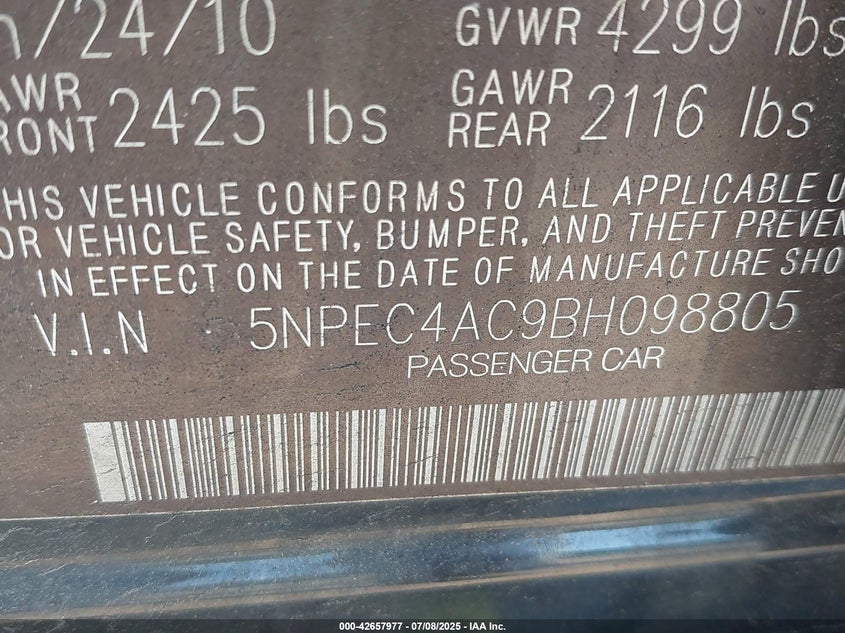 /24/10 GVWR 4299 lbs
AWR FRONT 2425 lbs GAWR REAR 2116 lbs
THIS VEHICLE CONFORMS TO ALL APPLICABLE U
OR VEHICLE SAFETY, BUMPER, AND THEFT PREVEN
IN EFFECT ON THE DATE OF MANUFACTURE SHO
V.I.N 5NPEC4AC9BH098805
PASSENGER CAR
000-42657977 - 07/08/2025 - IAA Inc.